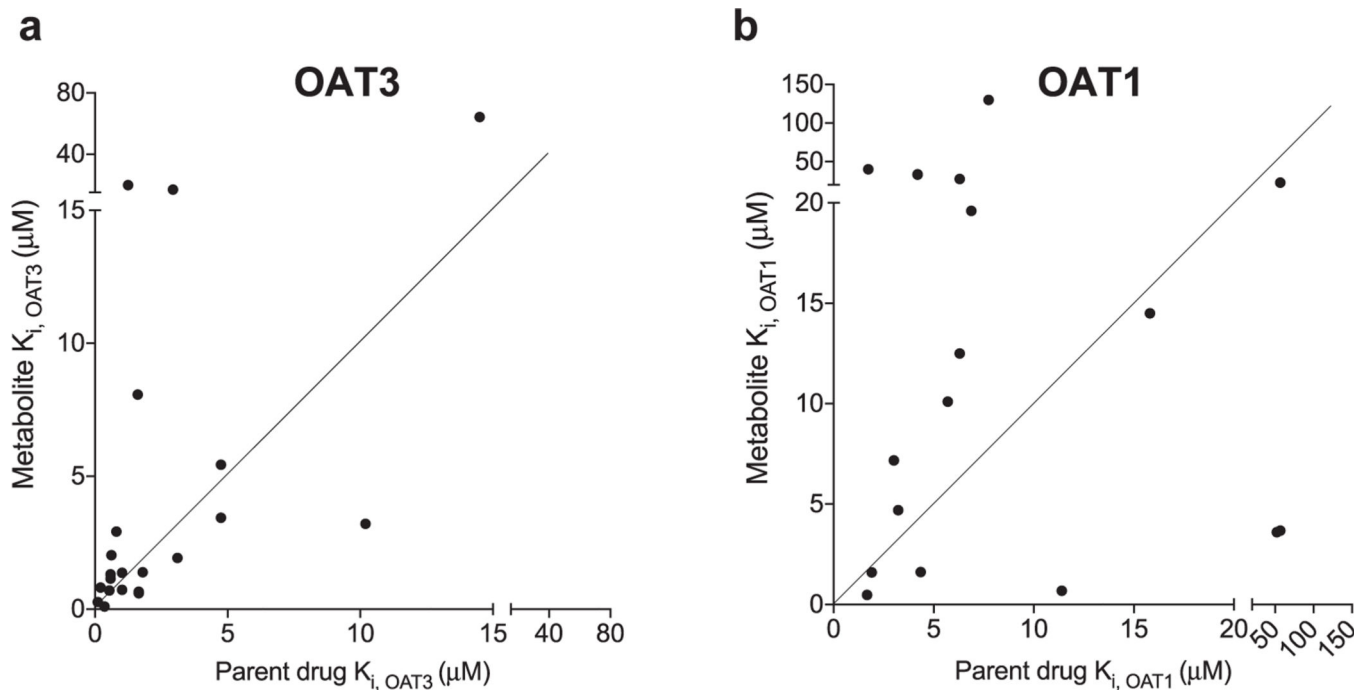 a
OAT3
80
40
15
10
5
0
Metabolite Ki, OAT3 (μM)
0 5 10 15 40 80
Parent drug Ki, OAT3 (μM)
b
OAT1
150
100
50
20
15
10
5
0
Metabolite Ki, OAT1 (μM)
0 5 10 15 20 50 100 150
Parent drug Ki, OAT1 (μM)